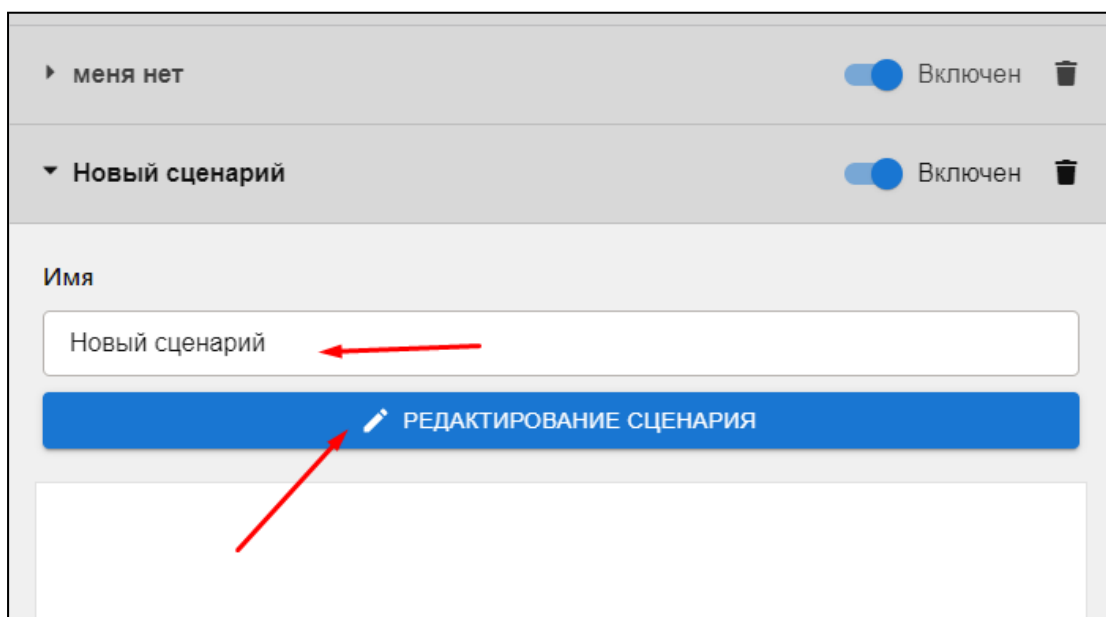 меня нет Включен
Новый сценарий Включен
Имя
Новый сценарий
РЕДАКТИРОВАНИЕ СЦЕНАРИЯ